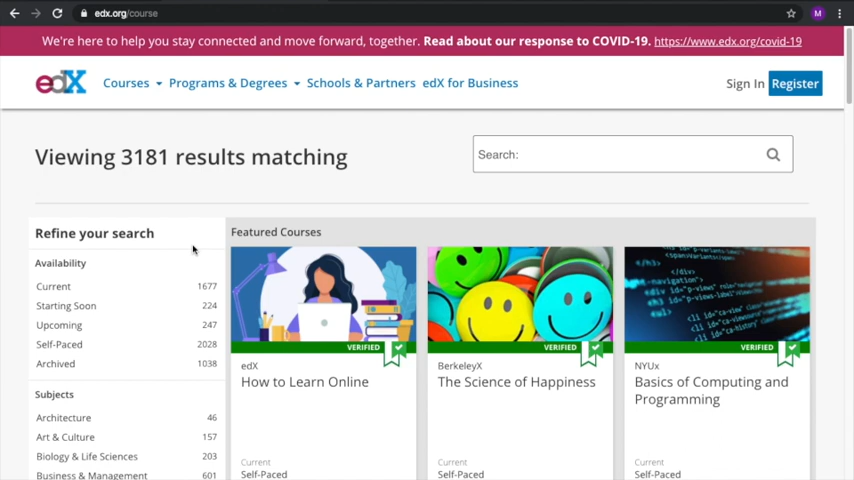 edx.org/course
M
We're here to help you stay connected and move forward, together. Read about our response to COVID-19. https://www.edx.org/covid-19
edX Courses Programs & Degrees Schools & Partners edX for Business Sign In Register
Viewing 3181 results matching
Search:
Refine your search
Availability
Current 1677
Starting Soon 224
Upcoming 247
Self-Paced 2028
Archived 1038
Subjects
Architecture 46
Art & Culture 157
Biology & Life Sciences 203
Business & Management 601
Featured Courses
VERIFIED
edX
How to Learn Online
Current
Self-Paced
VERIFIED
BerkeleyX
The Science of Happiness
Current
Self-Paced
VERIFIED
NYUx
Basics of Computing and
Programming
Current
Self-Paced